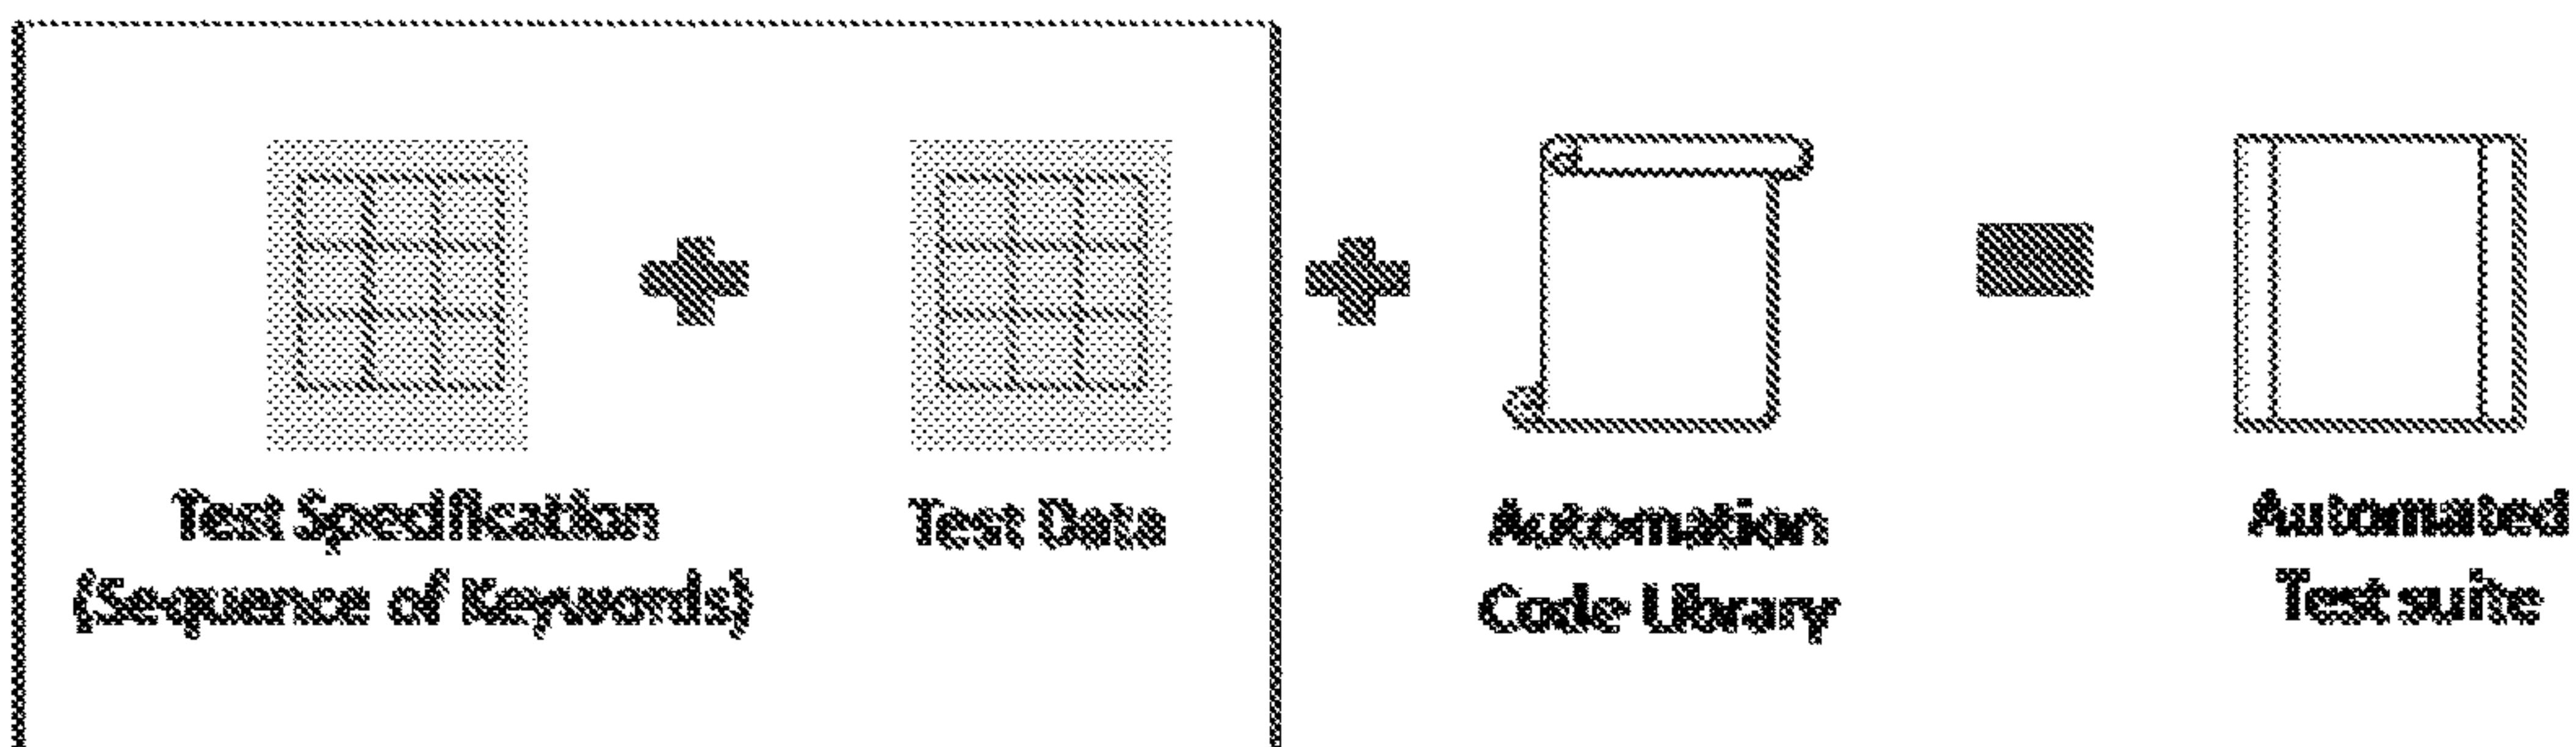 Test Specification
(Sequence of Keywords)
Test Data
Automation
Code Library
Automated
Test suite